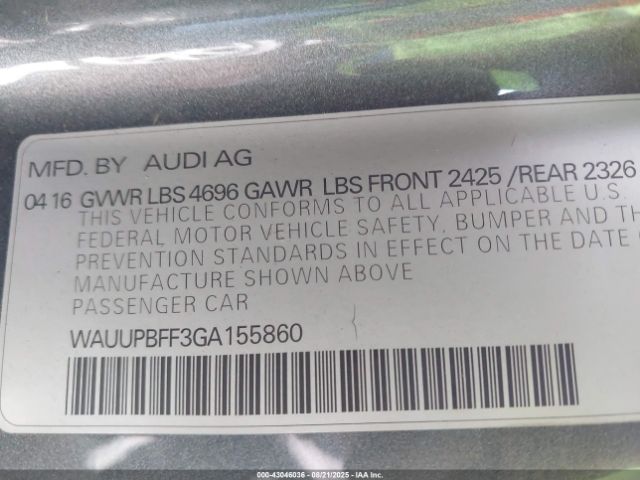 MFD. BY AUDI AG
04 16 GVWR LBS 4696 GAWR LBS FRONT 2425 /REAR 2326
THIS VEHICLE CONFORMS TO ALL APPLICABLE U.S.
FEDERAL MOTOR VEHICLE SAFETY, BUMPER AND
PREVENTION STANDARDS IN EFFECT ON THE DATE
MANUFACTURE SHOWN ABOVE
PASSENGER CAR
WAUUPBFF3GA155860
000-43046036 - 08/21/2025 - IAA Inc.